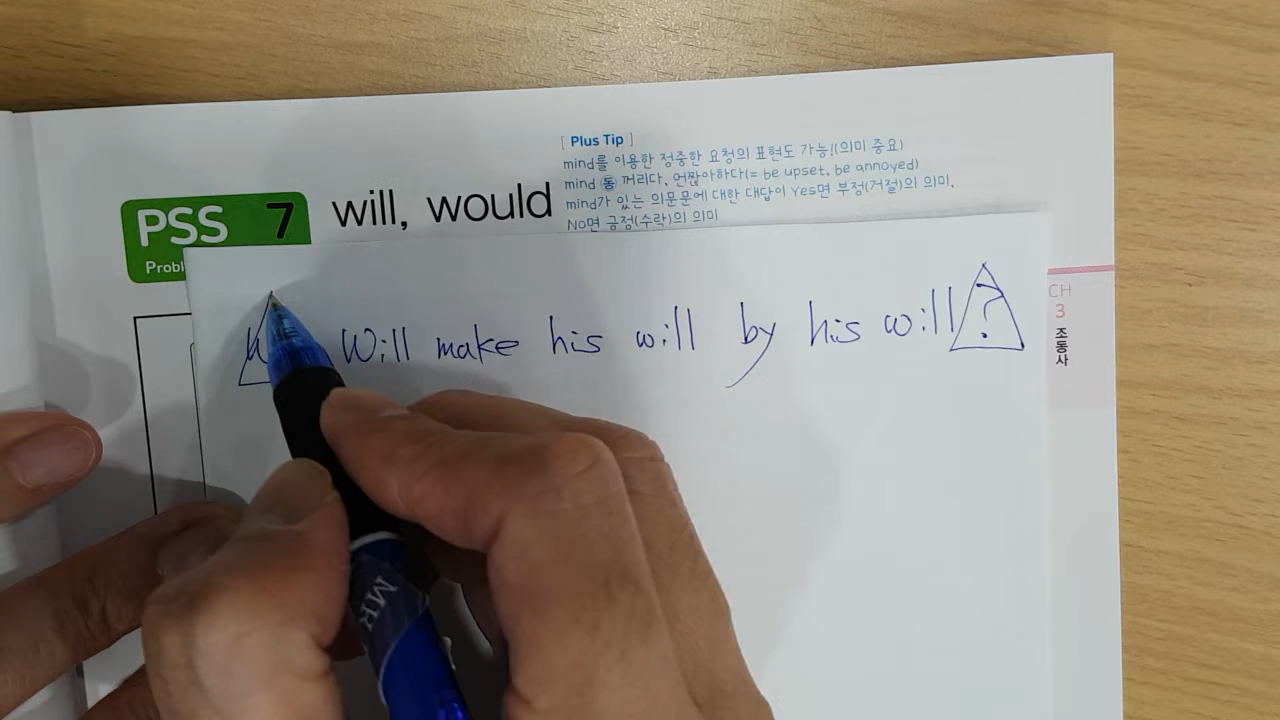 [ Plus Tip ]
mind를 이용한 정중한 요청의 표현도 가능!(의미 중요)
mind 동 꺼리다, 언짢아하다(= be upset, be annoyed)
mind가 있는 의문문에 대한 대답이 Yes면 부정(거절)의 의미,
No면 긍정(수락)의 의미
PSS 7 will, would
Probl
Will make his will by his will ?
CH
3
조동사
MR